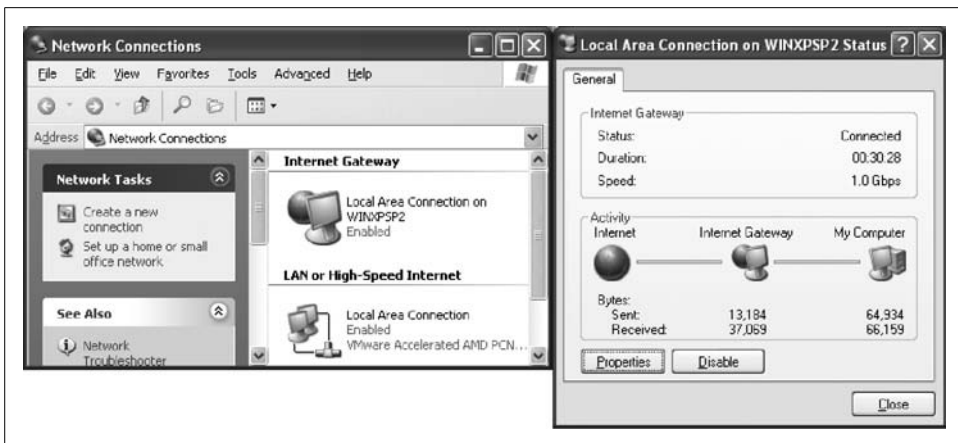 Network Connections
File Edit View Favorites Tools Advanced Help
Address Network Connections
Network Tasks
Create a new
connection
Set up a home or small
office network
See Also
Network
Troubleshooter
Internet Gateway
Local Area Connection on
WINXPSP2
Enabled
LAN or High-Speed Internet
Local Area Connection
Enabled
VMware Accelerated AMD PCN...
Local Area Connection on WINXPSP2 Status
General
Internet Gateway
Status: Connected
Duration: 00:30:28
Speed: 1.0 Gbps
Activity
Internet Internet Gateway My Computer
Bytes:
Sent: 13,184 64,934
Received: 37,069 66,159
Properties Disable
Close